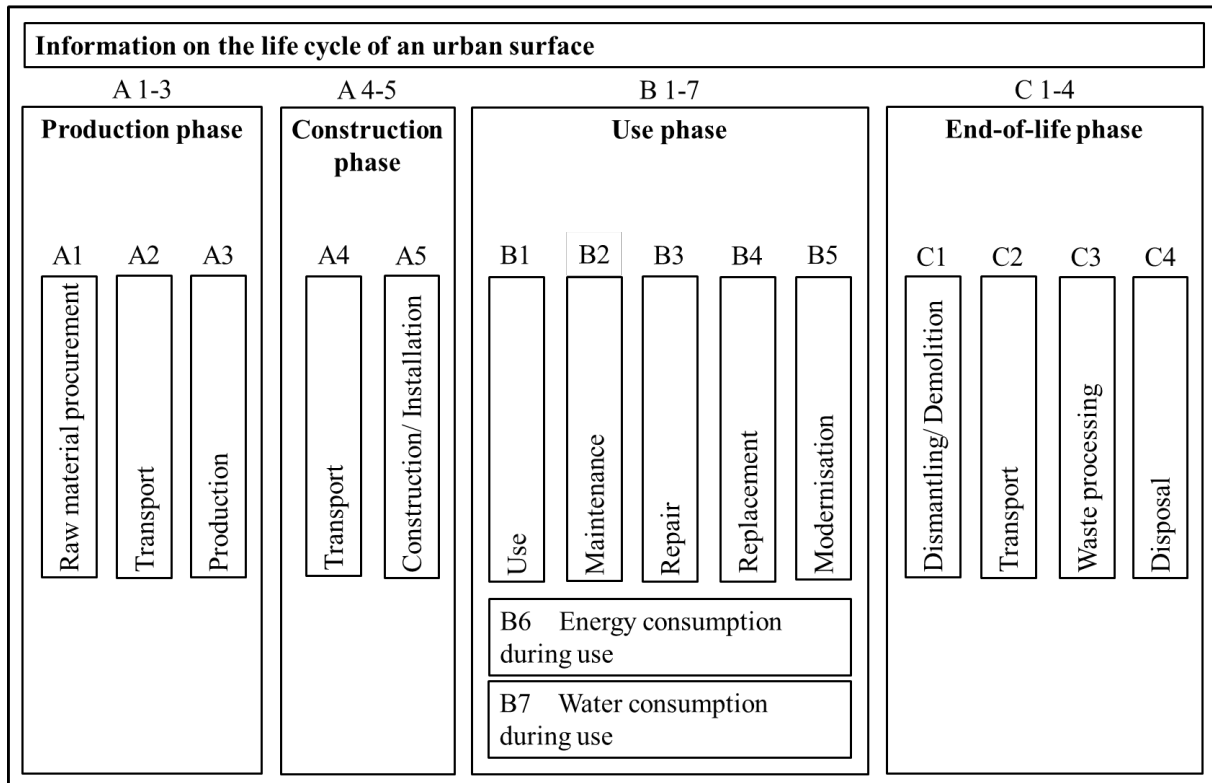 Information on the life cycle of an urban surface
A 1-3
A 4-5
B 1-7
C 1-4
Production phase
Construction
phase
Use phase
End-of-life phase
A1
A2
A3
A4
A5
B1
B2
B3
B4
B5
C1
C2
C3
C4
Raw material procurement
Transport
Production
Transport
Construction/ Installation
Use
Maintenance
Repair
Replacement
Modernisation
Dismantling/ Demolition
Transport
Waste processing
Disposal
B6 Energy consumption
during use
B7 Water consumption
during use